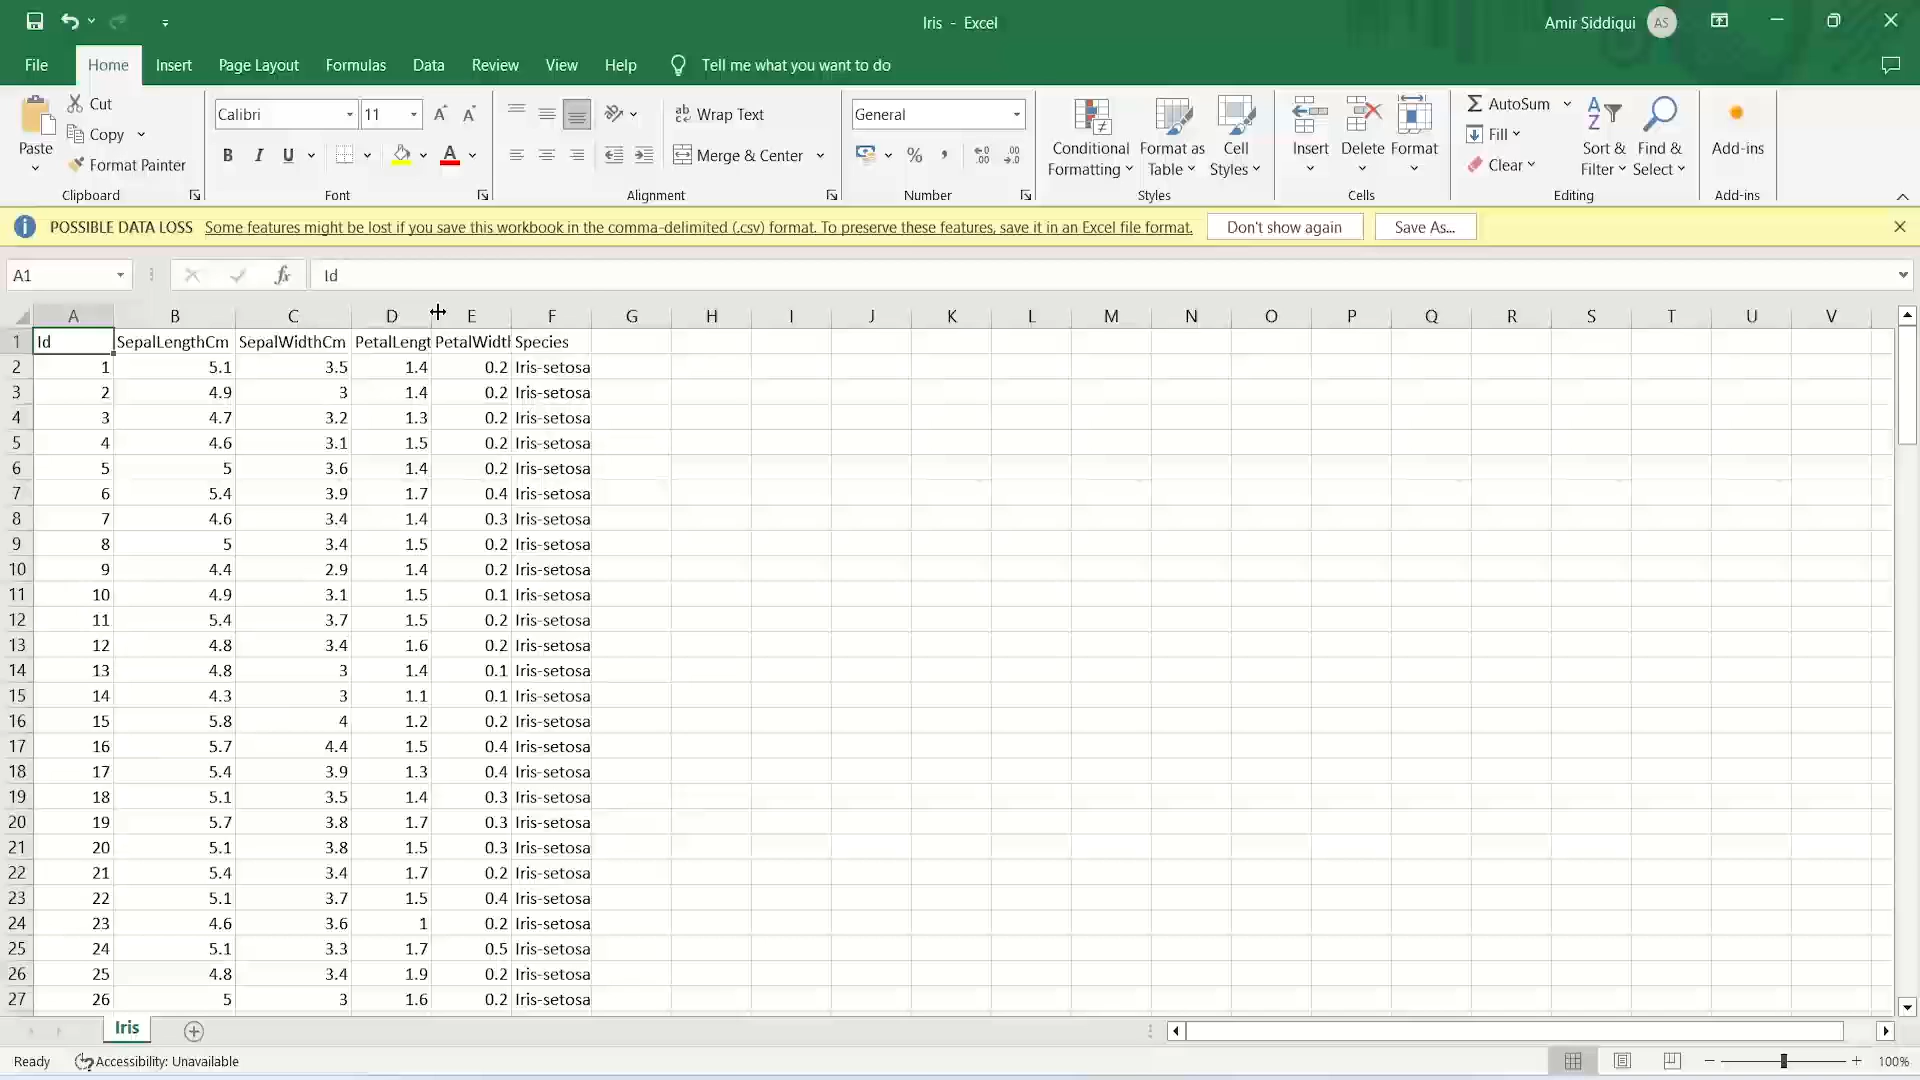 Iris - Excel
Amir Siddiqui AS
File Home Insert Page Layout Formulas Data Review View Help Tell me what you want to do
Paste Cut Copy Format Painter Clipboard
Calibri 11 B I U A Font
Wrap Text Merge & Center Alignment
General % , Number
Conditional Formatting Format as Table Cell Styles Styles
Insert Delete Format Cells
AutoSum Fill Clear Sort & Filter Find & Select Editing
Add-ins Add-ins
POSSIBLE DATA LOSS Some features might be lost if you save this workbook in the comma-delimited (.csv) format. To preserve these features, save it in an Excel file format. Don't show again Save As...
A1 fx Id
A B C D E F G H I J K L M N O P Q R S T U V
1 Id SepalLengthCm SepalWidthCm PetalLengt PetalWidth Species
2 1 5.1 3.5 1.4 0.2 Iris-setosa
3 2 4.9 3 1.4 0.2 Iris-setosa
4 3 4.7 3.2 1.3 0.2 Iris-setosa
5 4 4.6 3.1 1.5 0.2 Iris-setosa
6 5 5 3.6 1.4 0.2 Iris-setosa
7 6 5.4 3.9 1.7 0.4 Iris-setosa
8 7 4.6 3.4 1.4 0.3 Iris-setosa
9 8 5 3.4 1.5 0.2 Iris-setosa
10 9 4.4 2.9 1.4 0.2 Iris-setosa
11 10 4.9 3.1 1.5 0.1 Iris-setosa
12 11 5.4 3.7 1.5 0.2 Iris-setosa
13 12 4.8 3.4 1.6 0.2 Iris-setosa
14 13 4.8 3 1.4 0.1 Iris-setosa
15 14 4.3 3 1.1 0.1 Iris-setosa
16 15 5.8 4 1.2 0.2 Iris-setosa
17 16 5.7 4.4 1.5 0.4 Iris-setosa
18 17 5.4 3.9 1.3 0.4 Iris-setosa
19 18 5.1 3.5 1.4 0.3 Iris-setosa
20 19 5.7 3.8 1.7 0.3 Iris-setosa
21 20 5.1 3.8 1.5 0.3 Iris-setosa
22 21 5.4 3.4 1.7 0.2 Iris-setosa
23 22 5.1 3.7 1.5 0.4 Iris-setosa
24 23 4.6 3.6 1 0.2 Iris-setosa
25 24 5.1 3.3 1.7 0.5 Iris-setosa
26 25 4.8 3.4 1.9 0.2 Iris-setosa
27 26 5 3 1.6 0.2 Iris-setosa
Iris
Ready Accessibility: Unavailable 100%